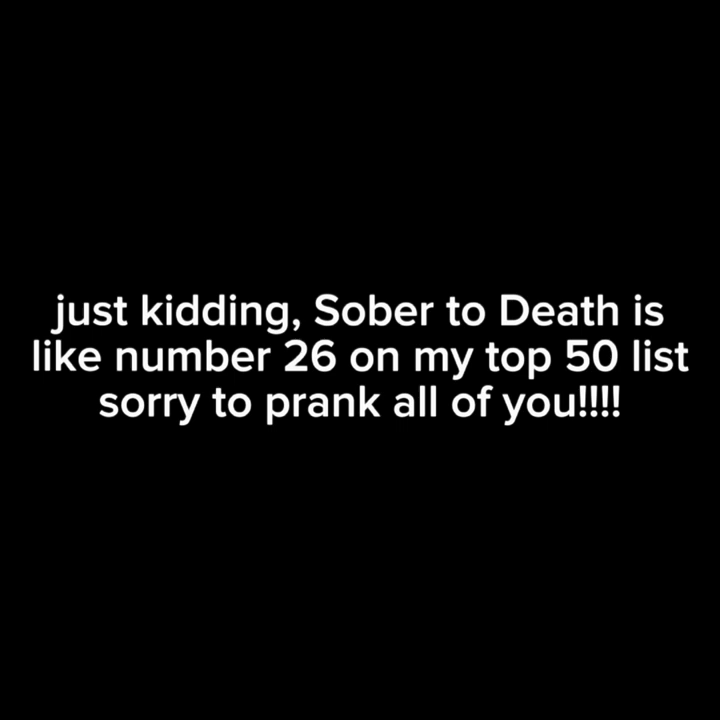 just kidding, Sober to Death is
like number 26 on my top 50 list
sorry to prank all of you!!!!